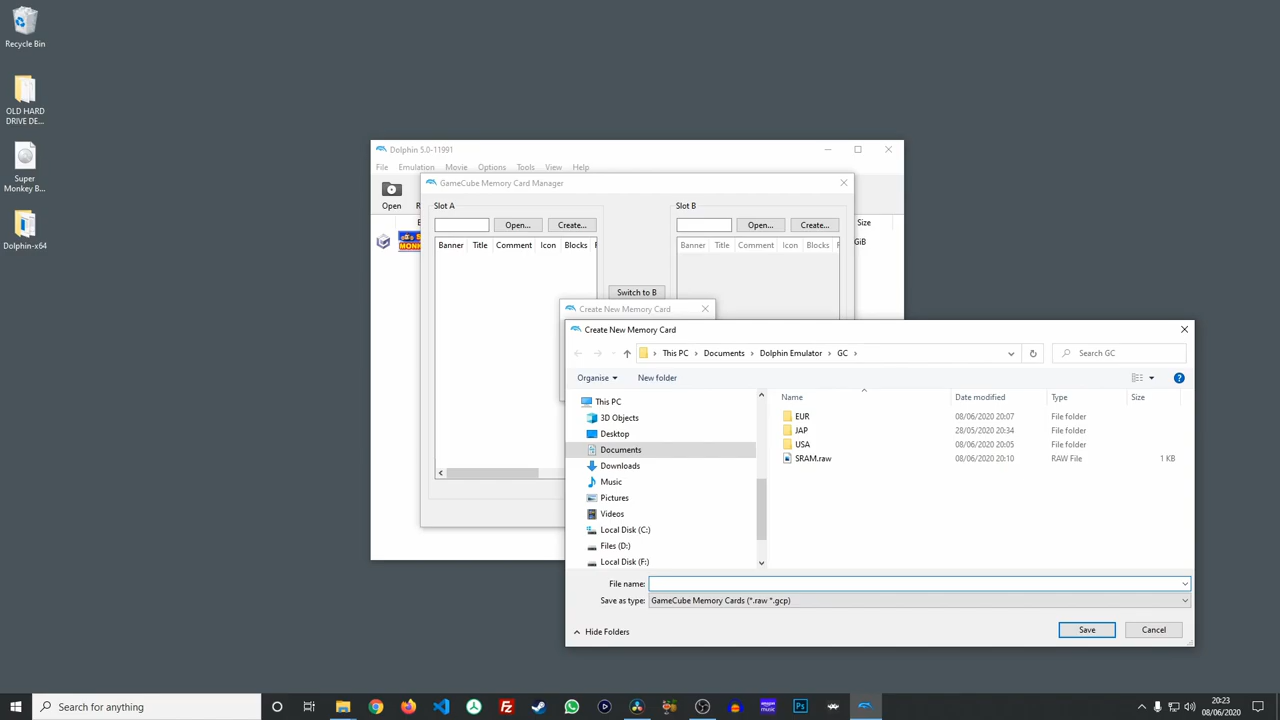 Recycle Bin
OLD HARD
DRIVE DE...
Super
Monkey B...
Dolphin-x64
Dolphin 5.0-11991
File Emulation Movie Options Tools View Help
Open
Size
GiB
GameCube Memory Card Manager
Slot A
Open... Create...
Banner Title Comment Icon Blocks
Switch to B
Slot B
Open... Create...
Banner Title Comment Icon Blocks
Create New Memory Card
Create New Memory Card
This PC › Documents › Dolphin Emulator › GC ›
Search GC
Organise New folder
This PC
3D Objects
Desktop
Documents
Downloads
Music
Pictures
Videos
Local Disk (C:)
Files (D:)
Local Disk (F:)
Name Date modified Type Size
EUR 08/06/2020 20:07 File folder
JAP 28/05/2020 20:34 File folder
USA 08/06/2020 20:05 File folder
SRAM.raw 08/06/2020 20:10 RAW File 1 KB
File name:
Save as type: GameCube Memory Cards (*.raw *.gcp)
Hide Folders
Save Cancel
Search for anything
20:23
08/06/2020